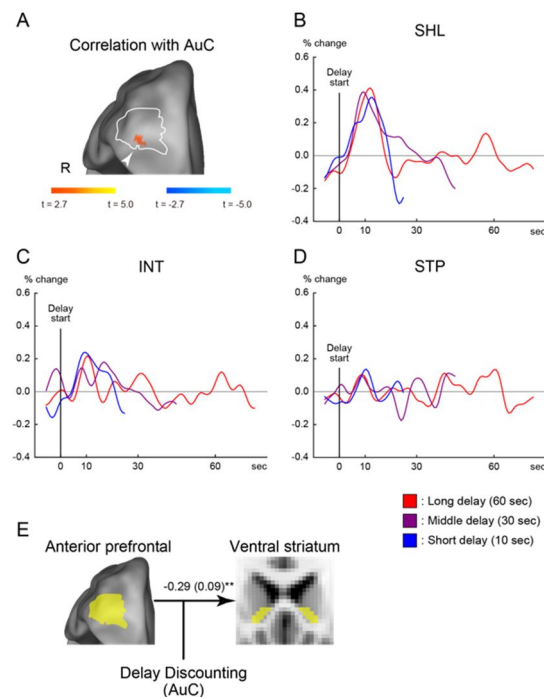 A
Correlation with AuC
R
t = 2.7 t = 5.0 t = -2.7 t = -5.0
B
SHL
% change
Delay
start
0.6
0.4
0.2
0.0
0.2
0.4
0 10 30 60 sec
C
INT
% change
Delay
start
0.6
0.4
0.2
0.0
-0.2
-0.4
0 10 30 60 sec
D
STP
% change
Delay
start
0.6
0.4
0.2
0.0
-0.2
-0.4
0 10 30 60 sec
: Long delay (60 sec)
: Middle delay (30 sec)
: Short delay (10 sec)
E
Anterior prefrontal
Ventral striatum
-0.29 (0.09)**
Delay Discounting
(AuC)